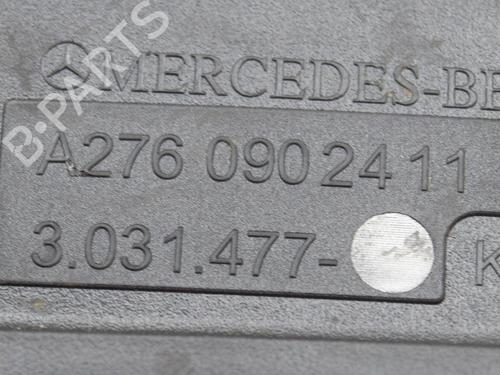 B-PARTS
MERCEDES-BE
A276 090 24 11
3.031.477-
K